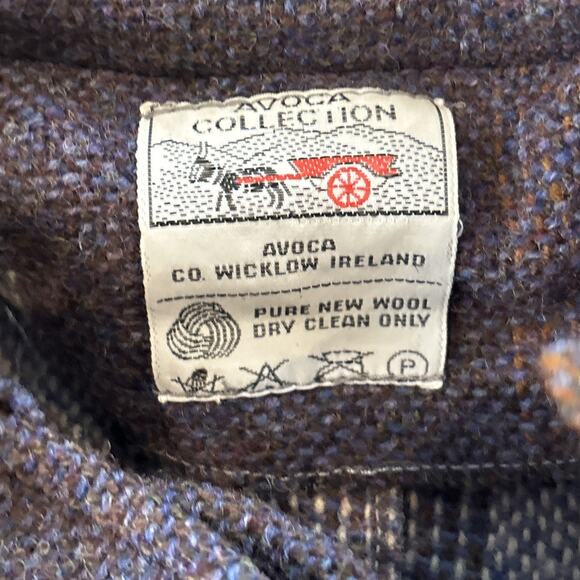 AVOCA
COLLECTION
AVOCA
CO. WICKLOW IRELAND
PURE NEW WOOL
DRY CLEAN ONLY
P